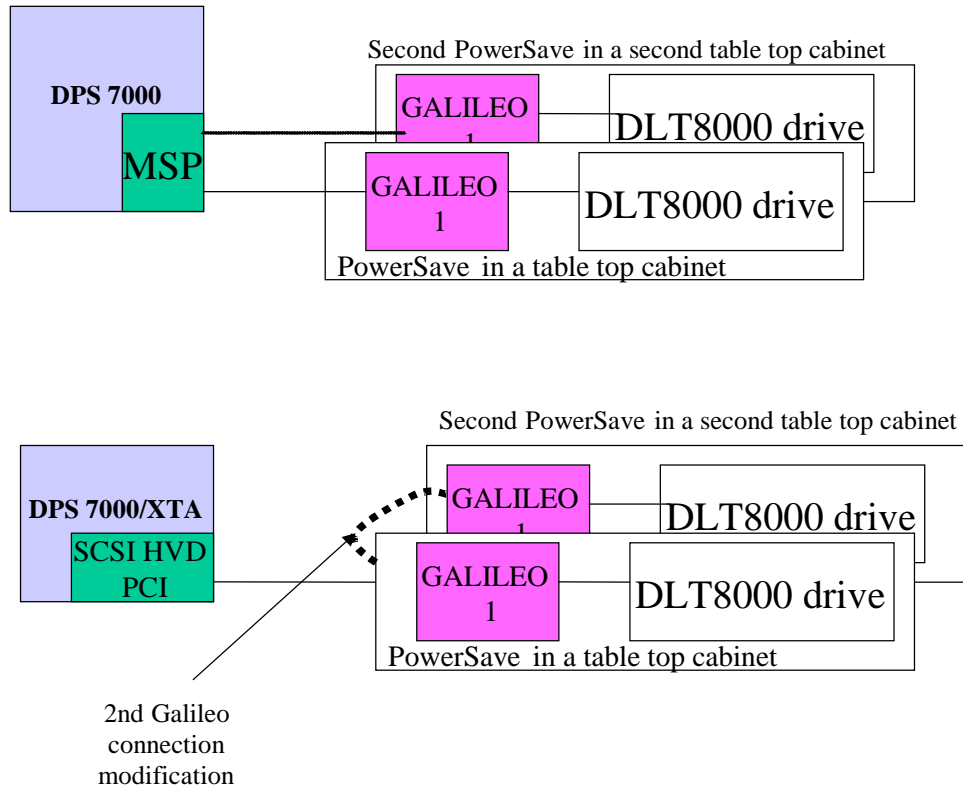 Second PowerSave in a second table top cabinet
DPS 7000
GALILEO
1
DLT8000 drive
MSP
GALILEO
1
DLT8000 drive
PowerSave in a table top cabinet
Second PowerSave in a second table top cabinet
DPS 7000/XTA
GALILEO
1
DLT8000 drive
SCSI HVD
PCI
GALILEO
1
DLT8000 drive
PowerSave in a table top cabinet
2nd Galileo
connection
modification